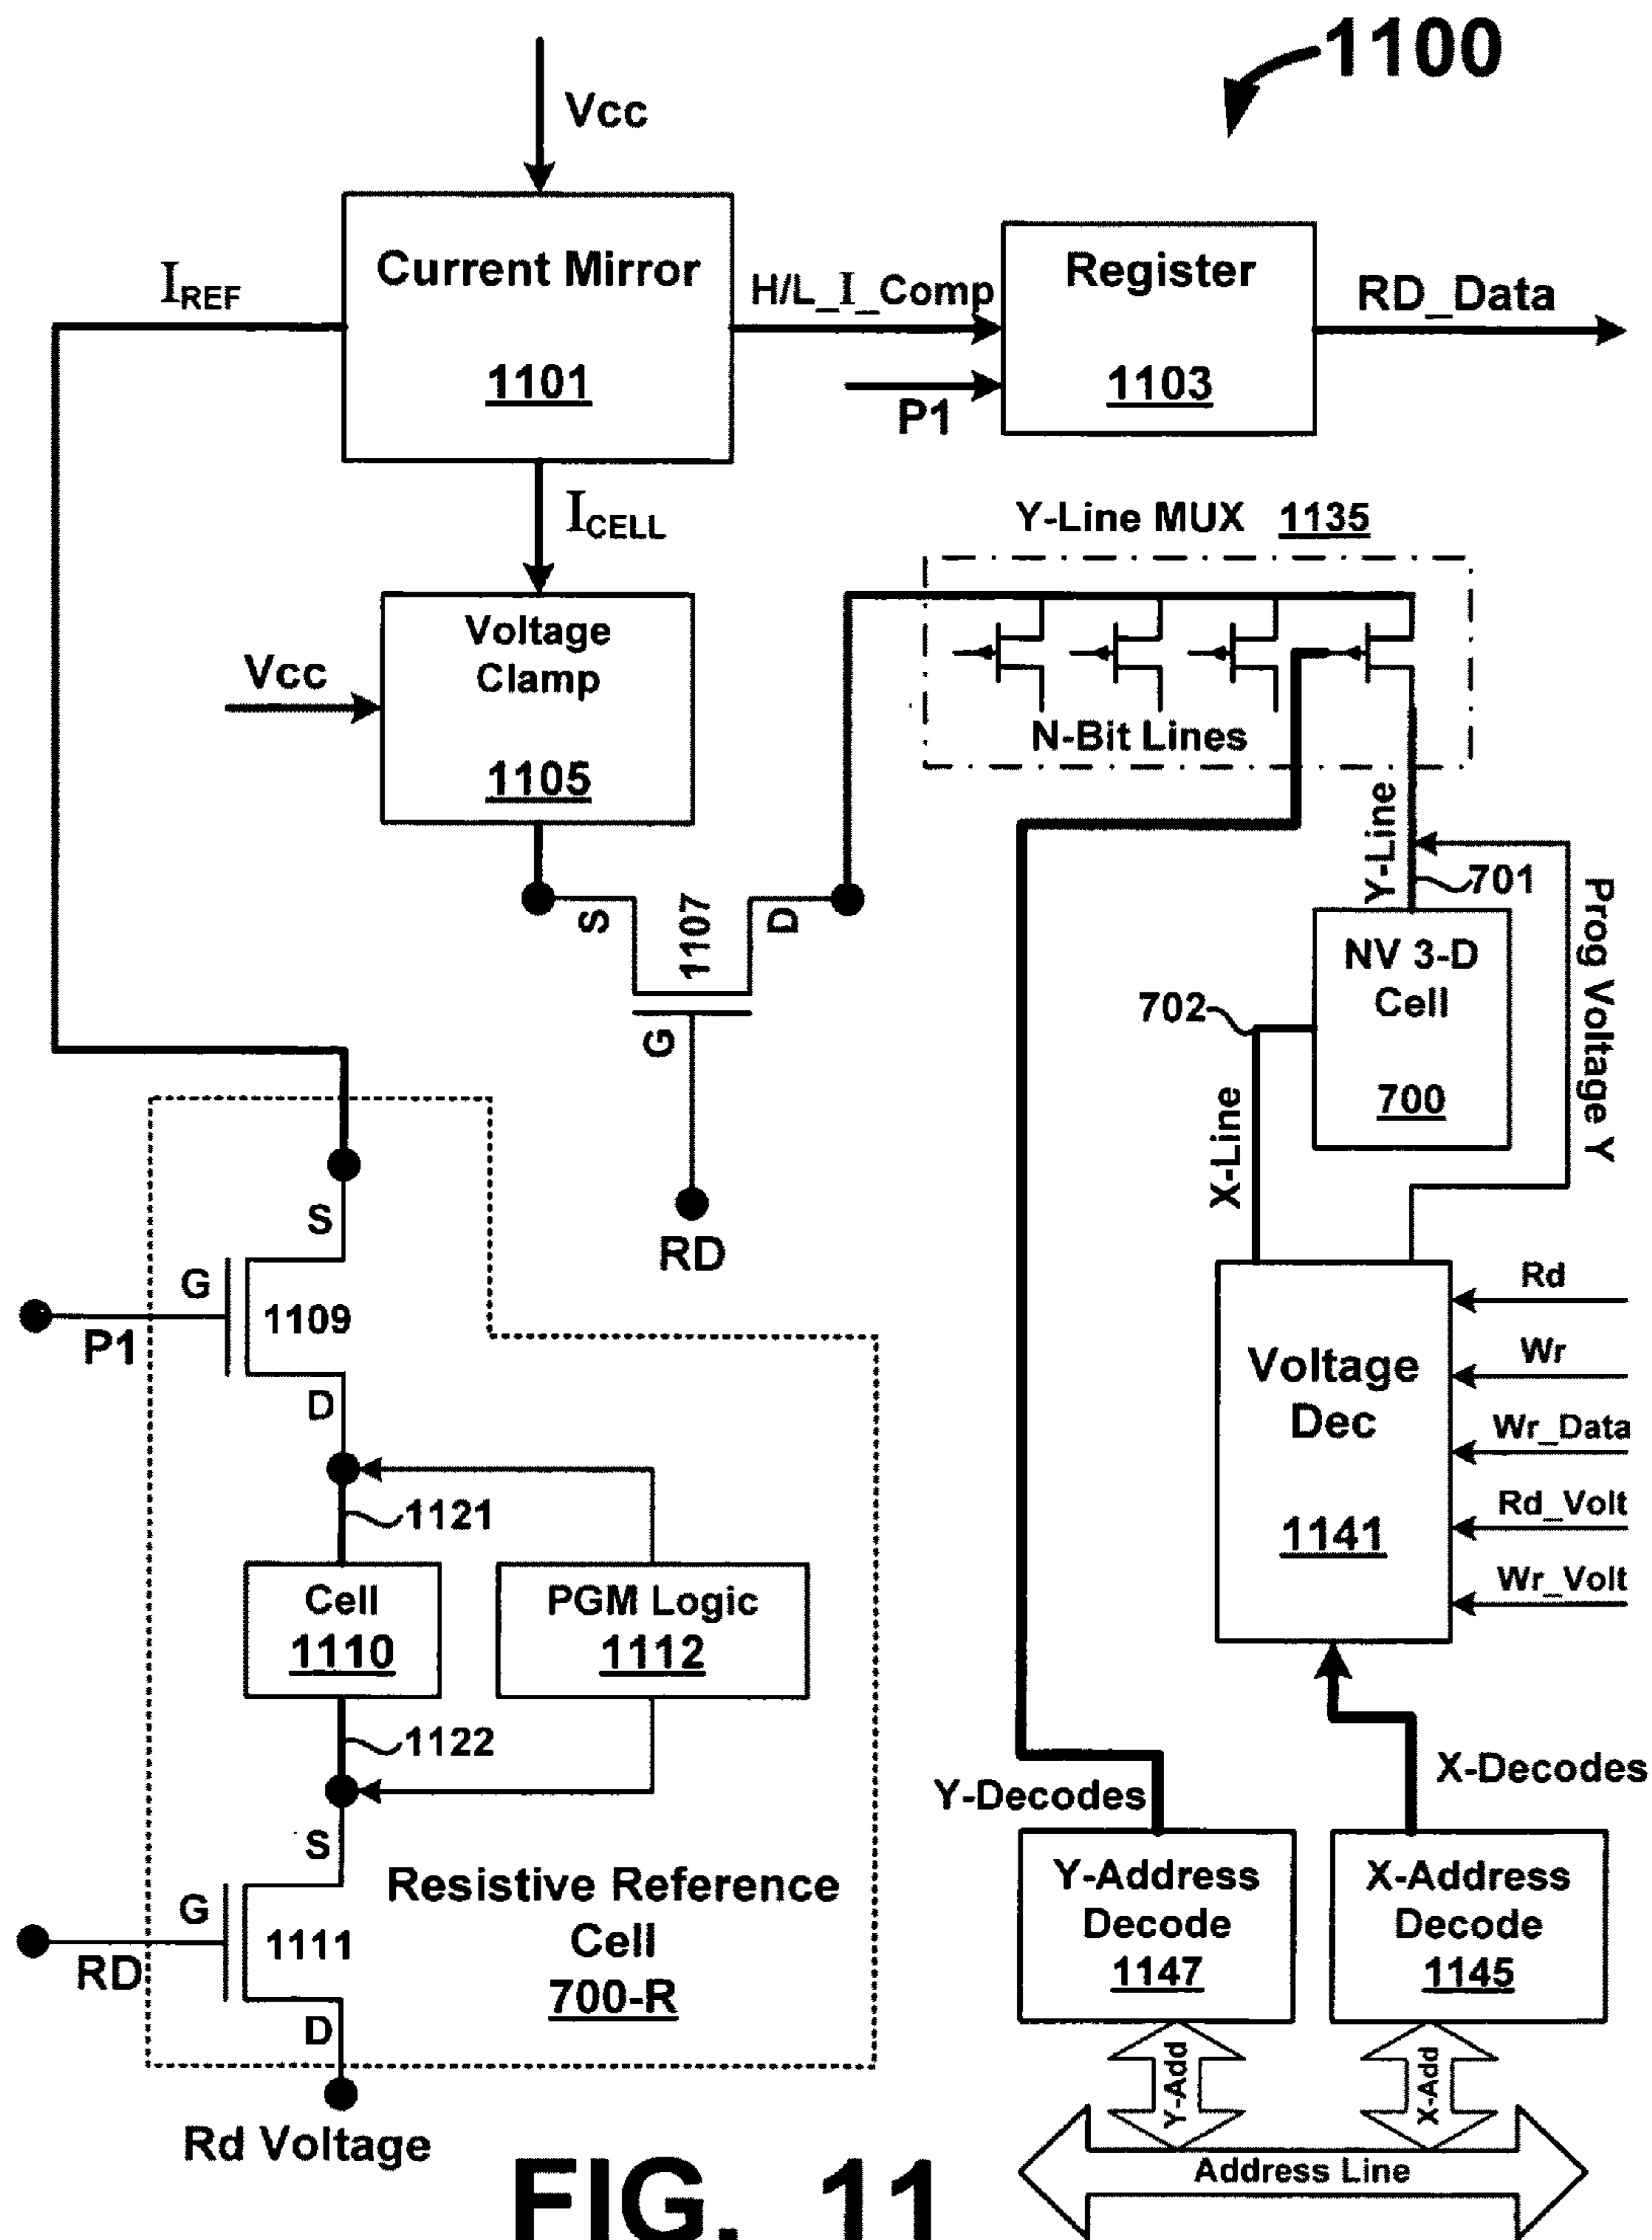 1100
Vcc
I_REF
Current Mirror
1101
H/L_I_Comp
P1
Register
1103
RD_Data
I_CELL
Vcc
Voltage
Clamp
1105
Y-Line MUX 1135
N-Bit Lines
S
1107
D
G
RD
Y-Line
701
NV 3-D
Cell
700
702
X-Line
Prog Voltage Y
S
G
1109
P1
D
1121
Cell
1110
PGM Logic
1112
1122
S
G
1111
RD
D
Rd Voltage
Resistive Reference
Cell
700-R
Voltage
Dec
1141
Rd
Wr
Wr_Data
Rd_Volt
Wr_Volt
Y-Decodes
X-Decodes
Y-Address
Decode
1147
X-Address
Decode
1145
Y-Add
X-Add
Address Line
FIG. 11